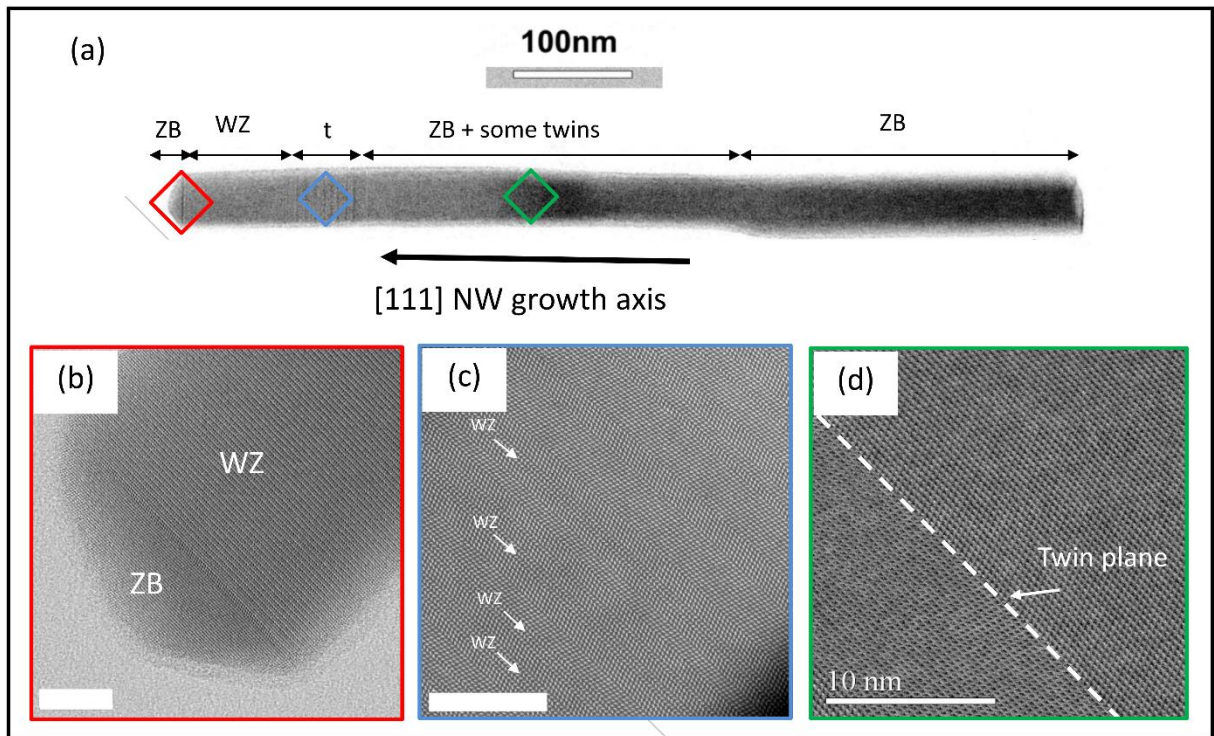 (a)
100nm
ZB
WZ
t
ZB + some twins
ZB
[111] NW growth axis
(b)
WZ
ZB
(c)
WZ
WZ
WZ
WZ
(d)
Twin plane
10 nm